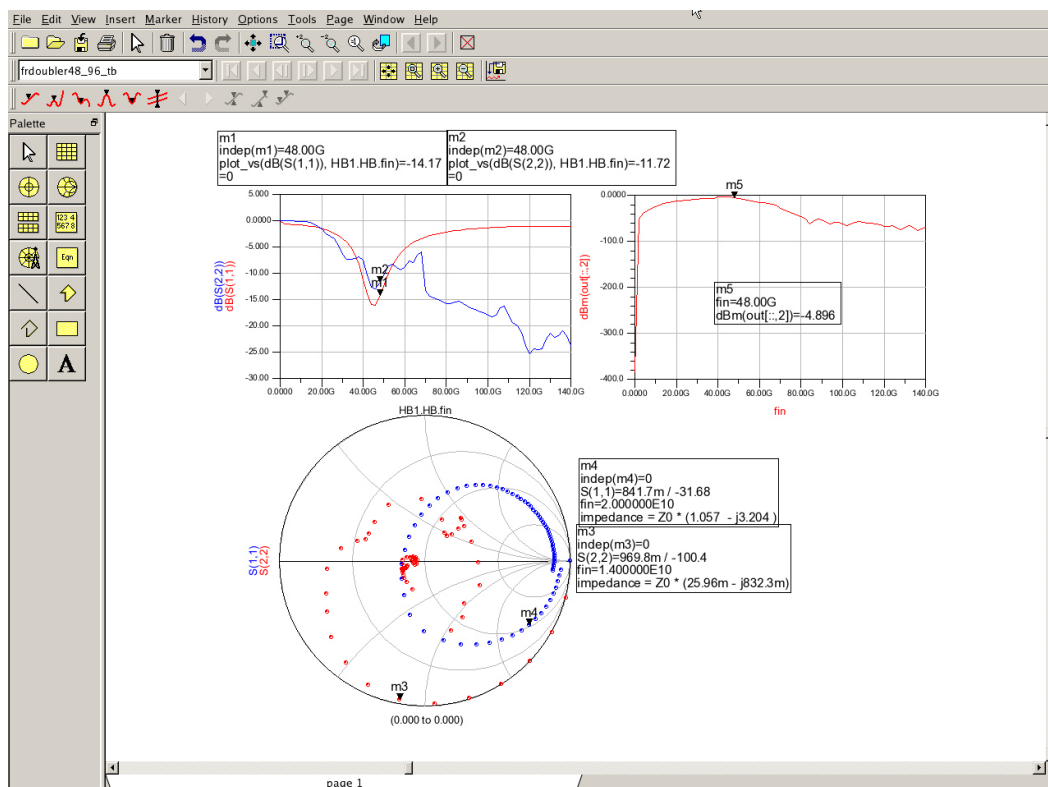 File Edit View Insert Marker History Options Tools Page Window Help
frdoubler48_96_tb
Palette
123 4
567 8
Eqn
A
m1
indep(m1)=48.00G
plot_vs(dB(S(1,1)), HB1.HB.fin)=-14.17
=0
m2
indep(m2)=48.00G
plot_vs(dB(S(2,2)), HB1.HB.fin)=-11.72
=0
5.000
0.0000
-5.000
-10.00
-15.00
-20.00
-25.00
-30.00
dB(S(2,2))
dB(S(1,1))
m2
m1
0.0000 20.00G 40.00G 60.00G 80.00G 100.0G 120.0G 140.0G
HB1.HB.fin
0.0000
-100.0
-200.0
-300.0
-400.0
dBm(out[::,2])
m5
m5
fin=48.00G
dBm(out[::,2])=-4.896
0.0000 20.00G 40.00G 60.00G 80.00G 100.0G 120.0G 140.0G
fin
S(1,1)
S(2,2)
m4
m3
(0.000 to 0.000)
m4
indep(m4)=0
S(1,1)=841.7m / -31.68
fin=2.000000E10
impedance = Z0 * (1.057 - j3.204 )
m3
indep(m3)=0
S(2,2)=969.8m / -100.4
fin=1.400000E10
impedance = Z0 * (25.96m - j832.3m)
page 1